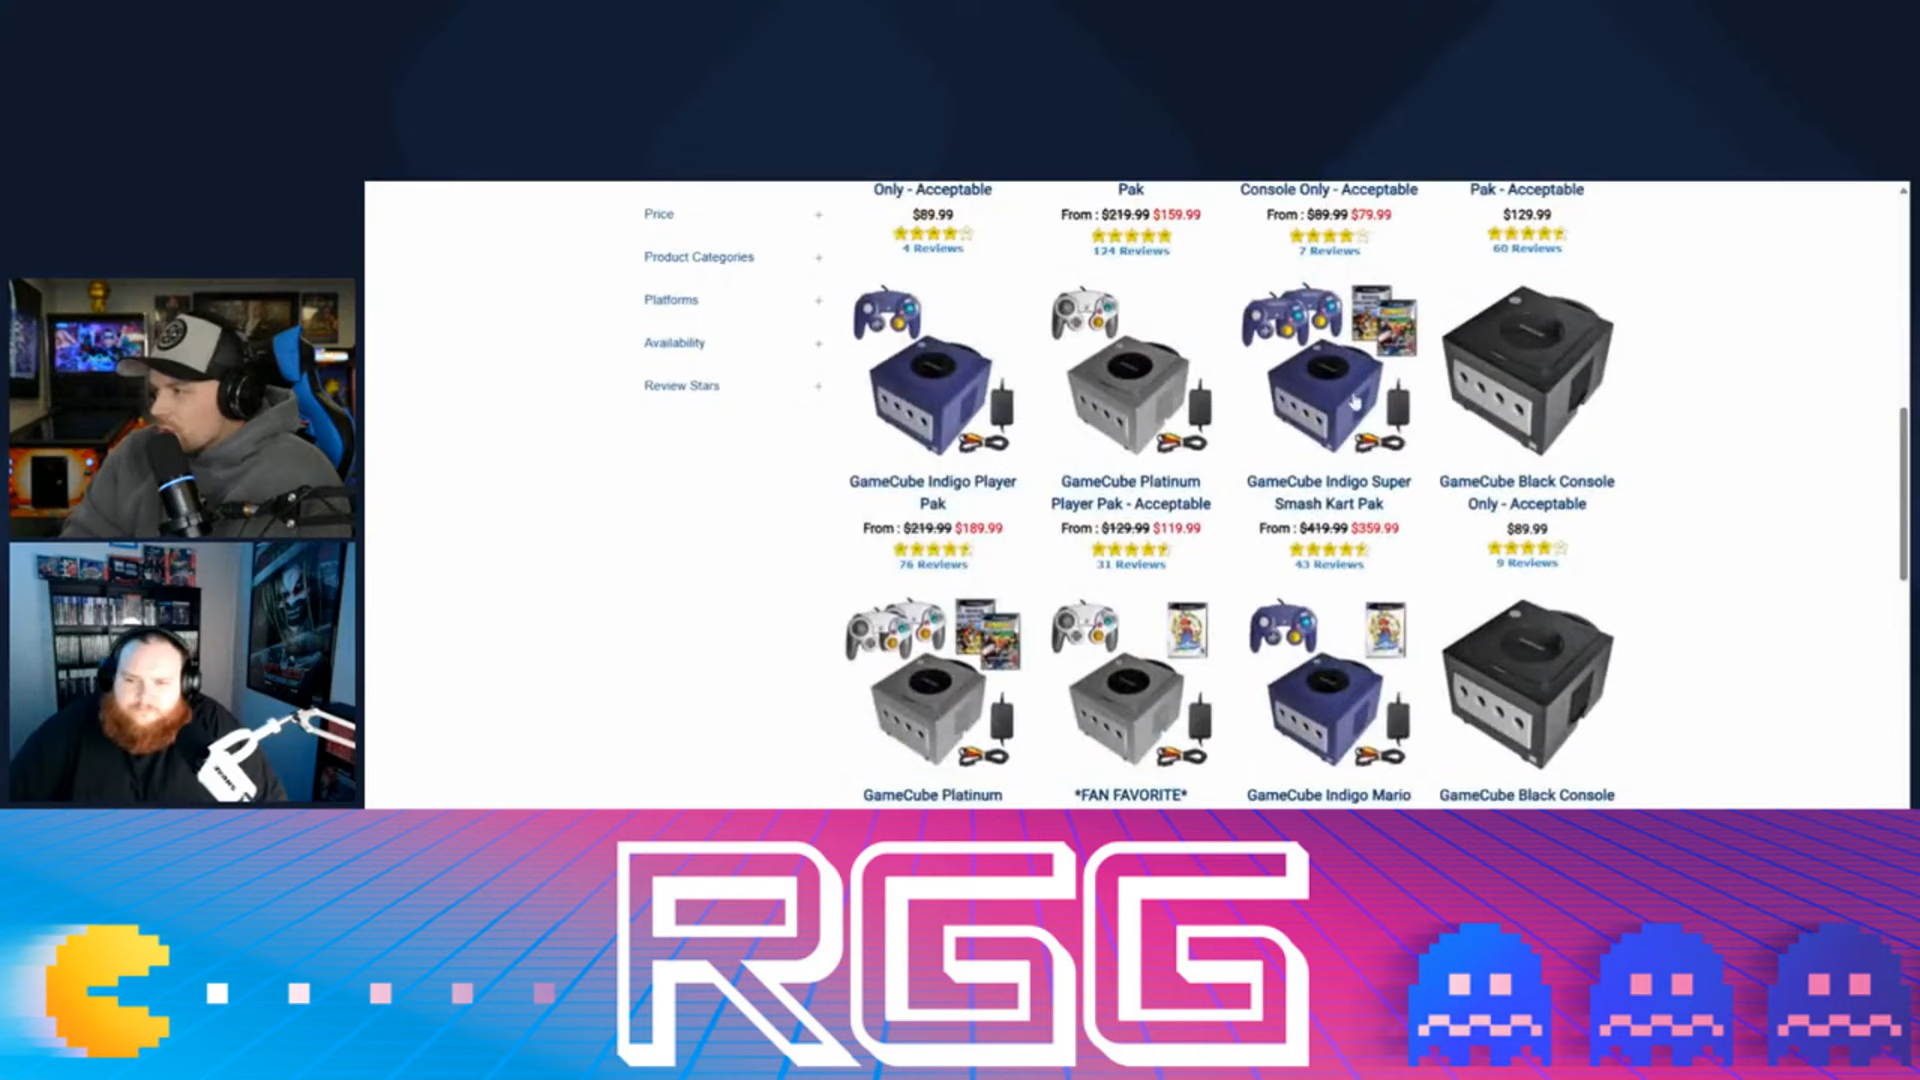 Only - Acceptable
$89.99
4 Reviews
Pak
From : $219.99 $159.99
124 Reviews
Console Only - Acceptable
From : $89.99 $79.99
7 Reviews
Pak - Acceptable
$129.99
60 Reviews
Price +
Product Categories +
Platforms +
Availability +
Review Stars +
GameCube Indigo Player
Pak
From : $219.99 $189.99
76 Reviews
GameCube Platinum
Player Pak - Acceptable
From : $129.99 $119.99
31 Reviews
GameCube Indigo Super
Smash Kart Pak
From : $419.99 $359.99
43 Reviews
GameCube Black Console
Only - Acceptable
$89.99
9 Reviews
GameCube Platinum
*FAN FAVORITE*
GameCube Indigo Mario
GameCube Black Console
RGG